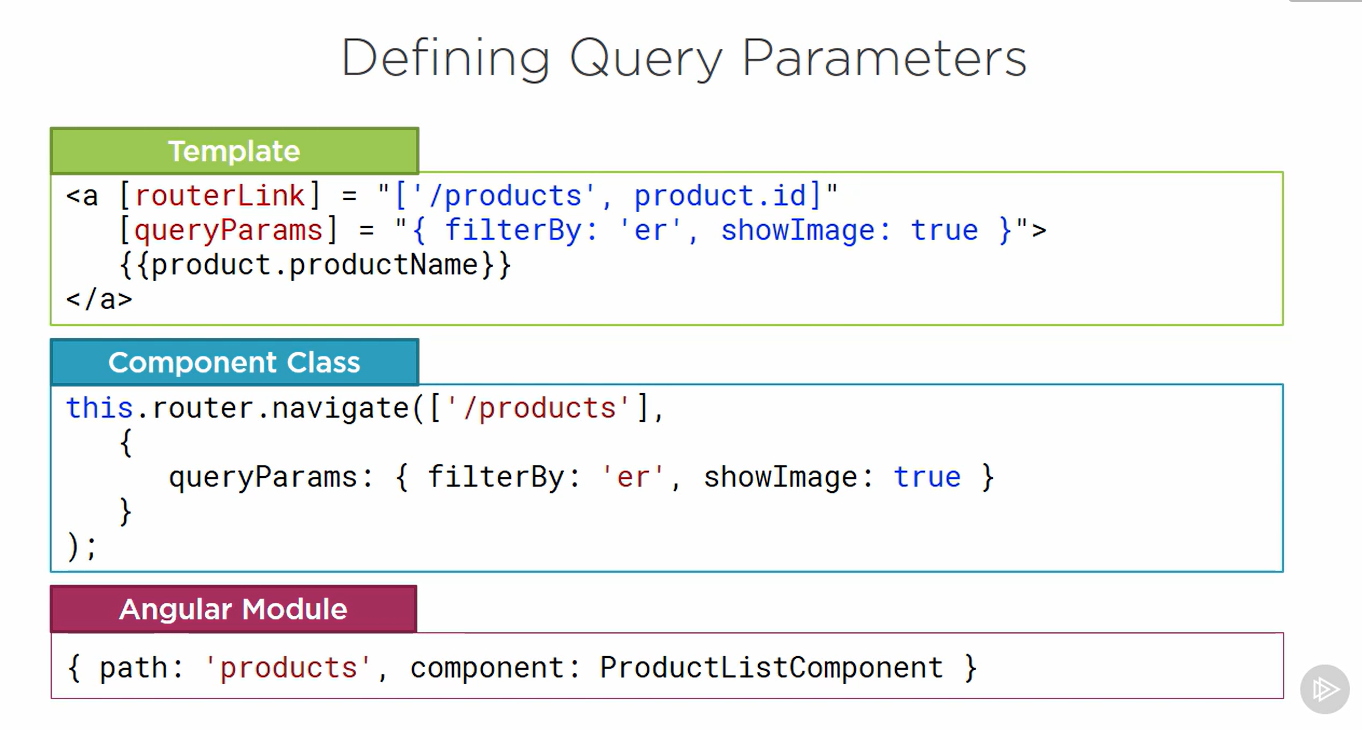 Defining Query Parameters
Template
<a [routerLink] = "['/products', product.id]"
[queryParams] = "{ filterBy: 'er', showImage: true }">
{{product.productName}}
</a>
Component Class
this.router.navigate(['/products'],
{
queryParams: { filterBy: 'er', showImage: true }
}
);
Angular Module
{ path: 'products', component: ProductListComponent }